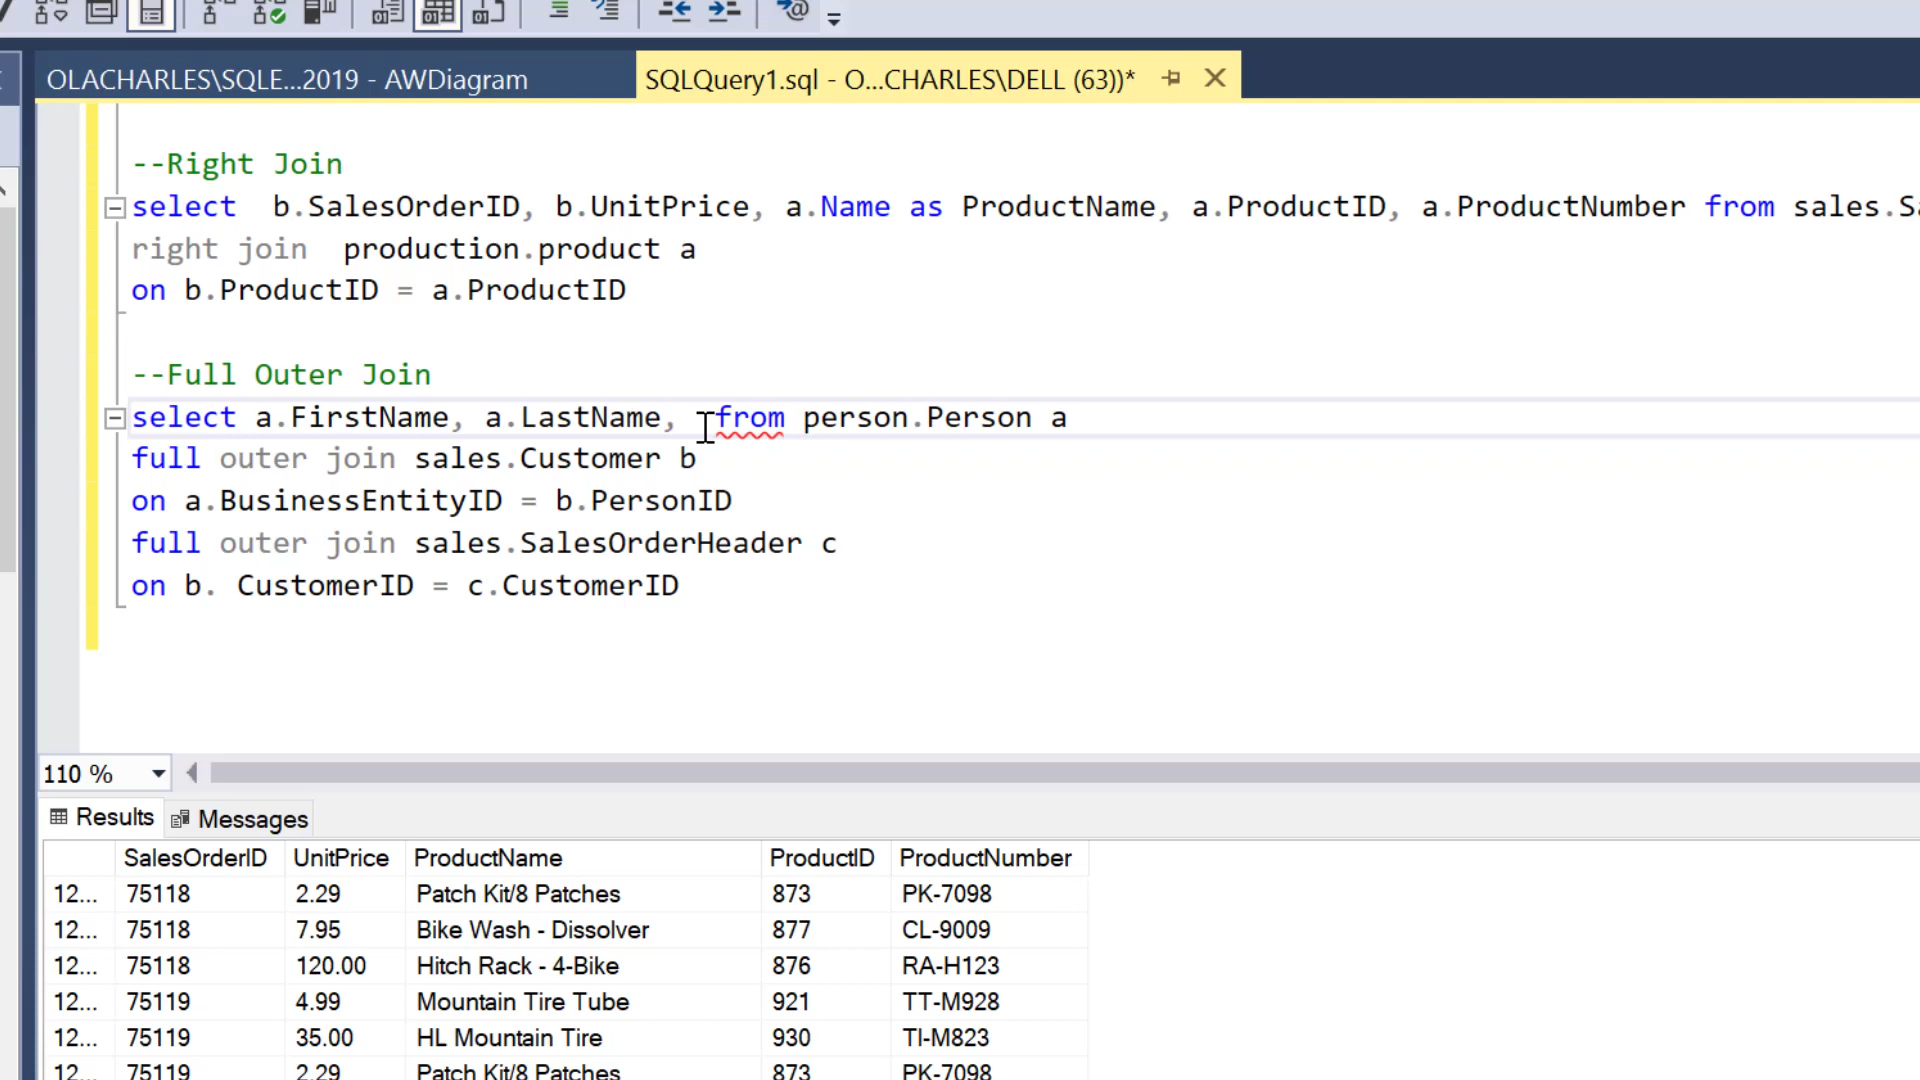 OLACHARLES\SQLE...2019 - AWDiagram
SQLQuery1.sql - O...CHARLES\DELL (63))*
--Right Join
select  b.SalesOrderID, b.UnitPrice, a.Name as ProductName, a.ProductID, a.ProductNumber from sales.Sa
right join  production.product a
on b.ProductID = a.ProductID
--Full Outer Join
select a.FirstName, a.LastName,  from person.Person a
full outer join sales.Customer b
on a.BusinessEntityID = b.PersonID
full outer join sales.SalesOrderHeader c
on b. CustomerID = c.CustomerID
110 %
Results Messages
SalesOrderID UnitPrice ProductName ProductID ProductNumber
12... 75118 2.29 Patch Kit/8 Patches 873 PK-7098
12... 75118 7.95 Bike Wash - Dissolver 877 CL-9009
12... 75118 120.00 Hitch Rack - 4-Bike 876 RA-H123
12... 75119 4.99 Mountain Tire Tube 921 TT-M928
12... 75119 35.00 HL Mountain Tire 930 TI-M823
12... 75119 2.29 Patch Kit/8 Patches 873 PK-7098